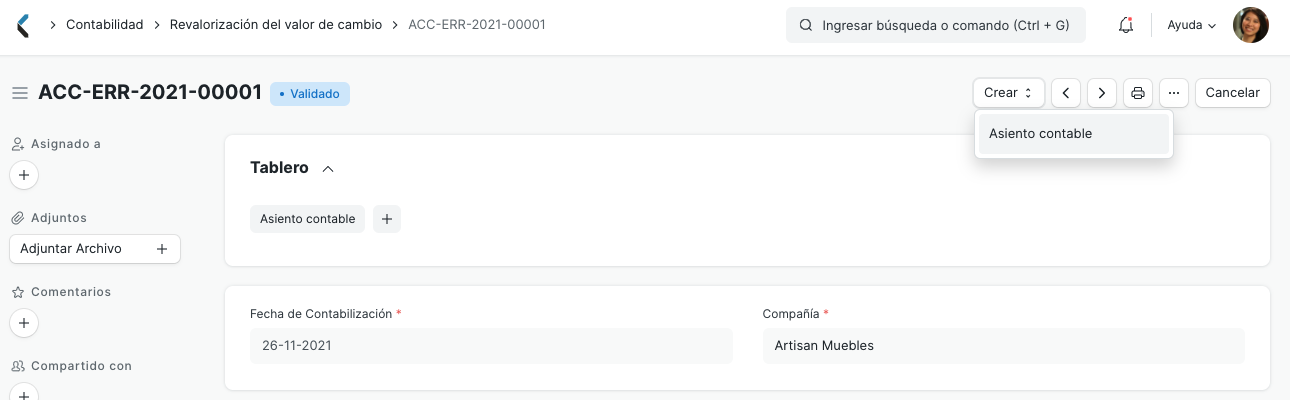 Contabilidad
Revalorización del valor de cambio
ACC-ERR-2021-00001
Ingresar búsqueda o comando (Ctrl + G)
Ayuda
ACC-ERR-2021-00001
Validado
Crear
Cancelar
Asiento contable
Asignado a
Adjuntos
Adjuntar Archivo
Comentarios
Compartido con
Tablero
Asiento contable
Fecha de Contabilización *
26-11-2021
Compañía *
Artisan Muebles